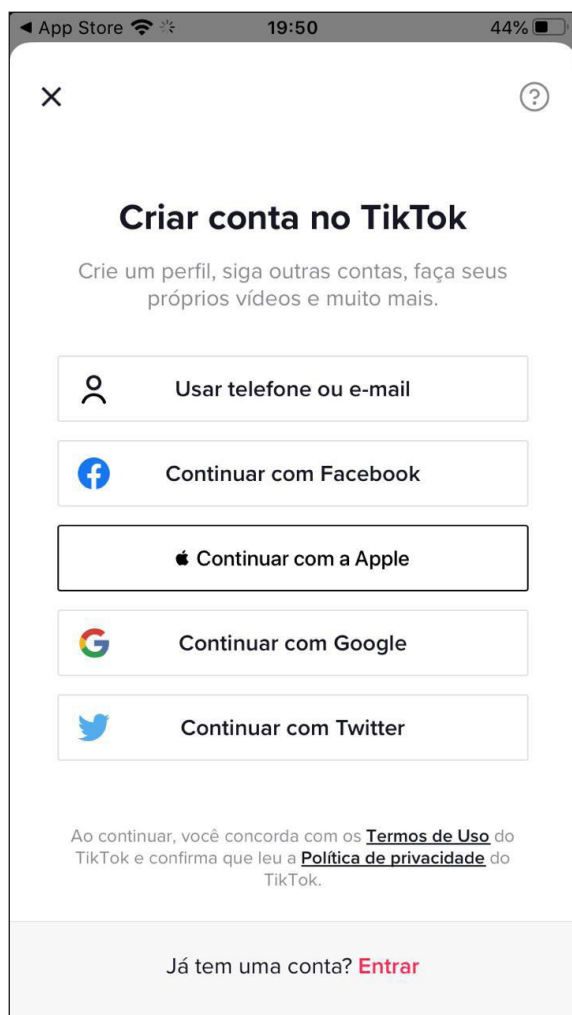 App Store 19:50 44%
Criar conta no TikTok
Crie um perfil, siga outras contas, faça seus
próprios vídeos e muito mais.
Usar telefone ou e-mail
Continuar com Facebook
Continuar com a Apple
Continuar com Google
Continuar com Twitter
Ao continuar, você concorda com os Termos de Uso do
TikTok e confirma que leu a Política de privacidade do
TikTok.
Já tem uma conta? Entrar